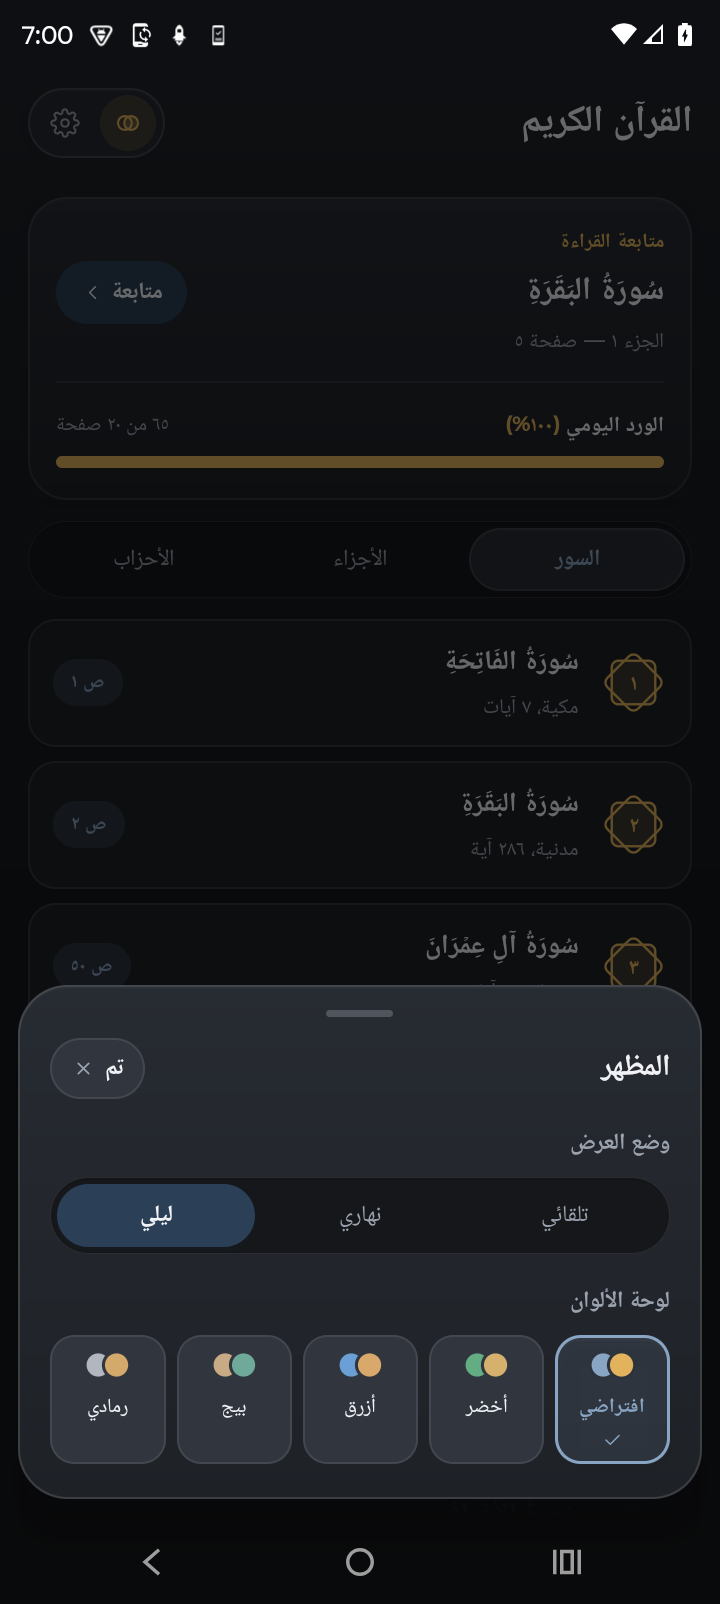 7:00
القرآن الكريم
متابعة القراءة
سُورَةُ البَقَرَةِ
متابعة
الجزء ١ — صفحة ٥
الورد اليومي (١٠٠%)
٦٥ من ٢٠ صفحة
السور
الأجزاء
الأحزاب
١
سُورَةُ الفَاتِحَةِ
مكية، ٧ آيات
ص ١
٢
سُورَةُ البَقَرَةِ
مدنية، ٢٨٦ آية
ص ٢
٣
سُورَةُ آلِ عِمۡرَانَ
ص ٥٠
المظهر
تم
وضع العرض
تلقائي
نهاري
ليلي
لوحة الألوان
افتراضي
أخضر
أزرق
بيج
رمادي